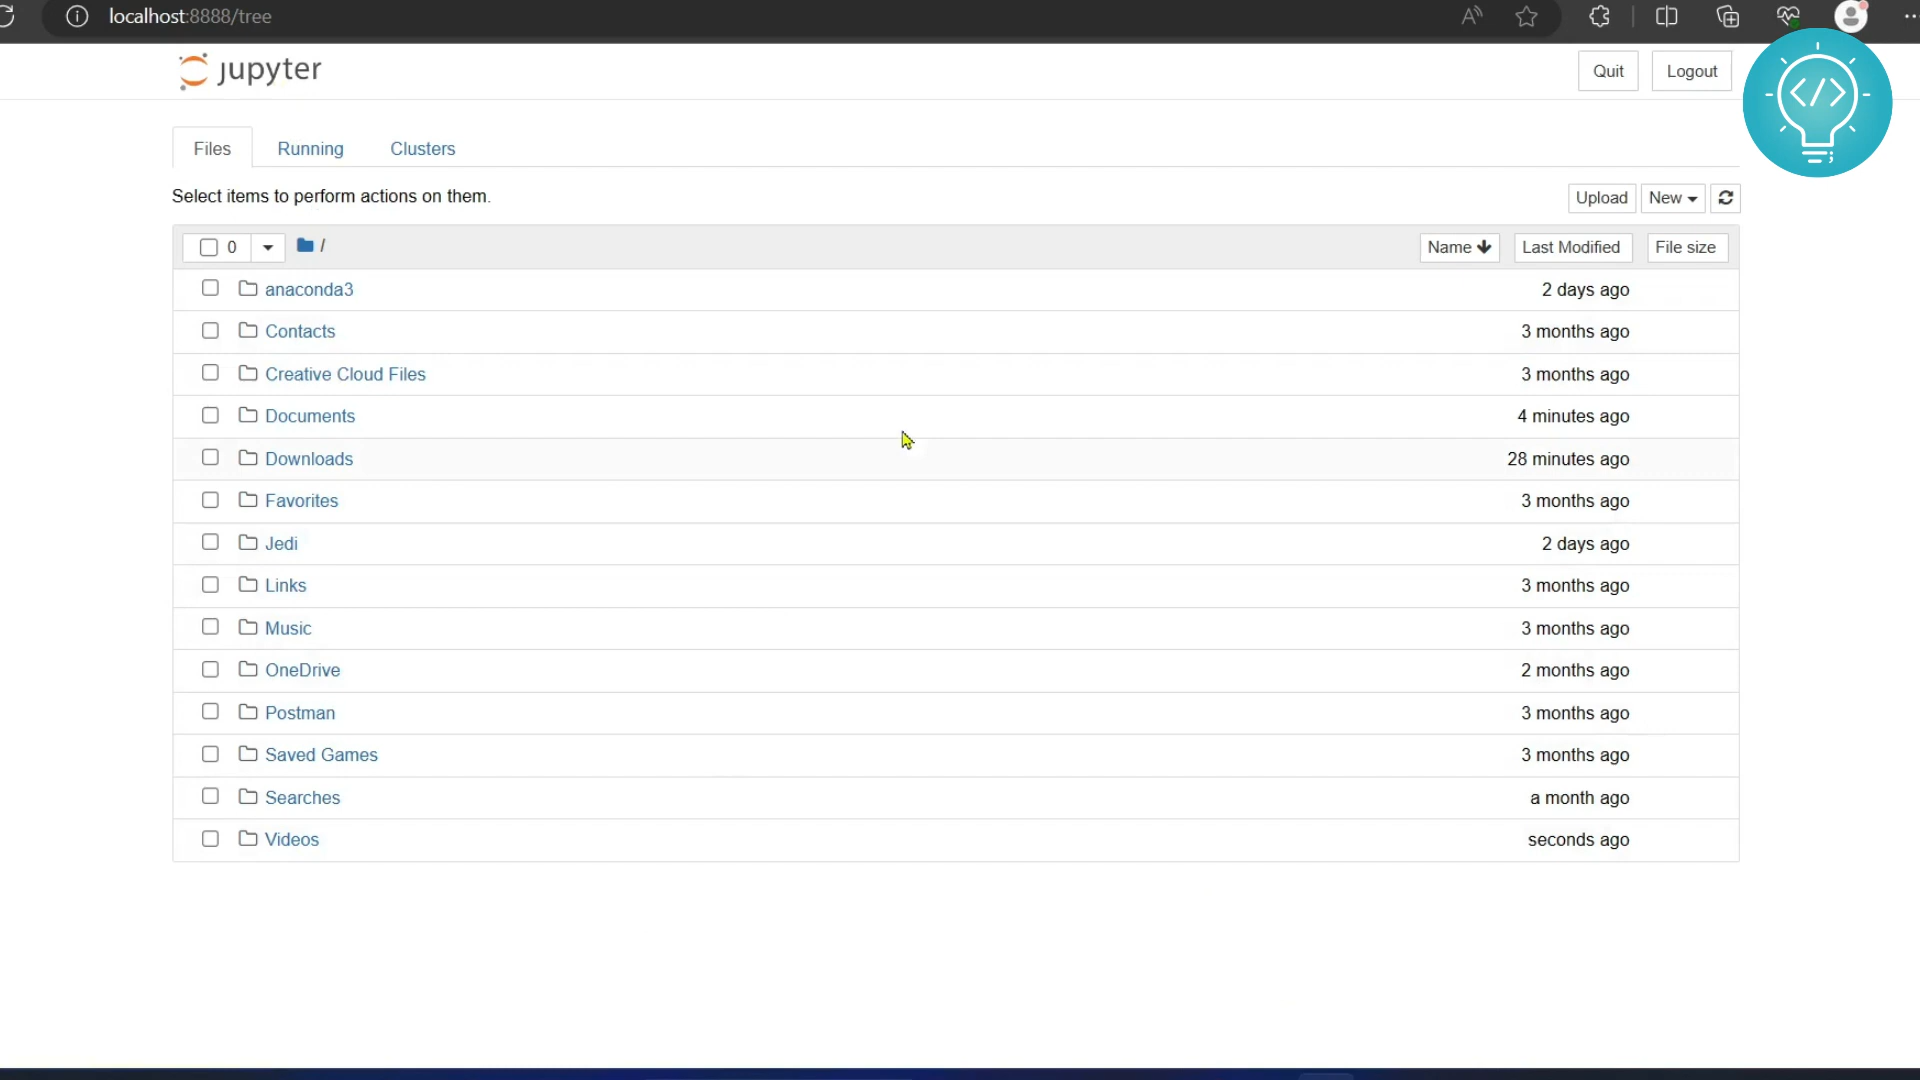 localhost:8888/tree
jupyter
Quit Logout
Files Running Clusters
Select items to perform actions on them.
Upload New
0 / Name Last Modified File size
anaconda3 2 days ago
Contacts 3 months ago
Creative Cloud Files 3 months ago
Documents 4 minutes ago
Downloads 28 minutes ago
Favorites 3 months ago
Jedi 2 days ago
Links 3 months ago
Music 3 months ago
OneDrive 2 months ago
Postman 3 months ago
Saved Games 3 months ago
Searches a month ago
Videos seconds ago